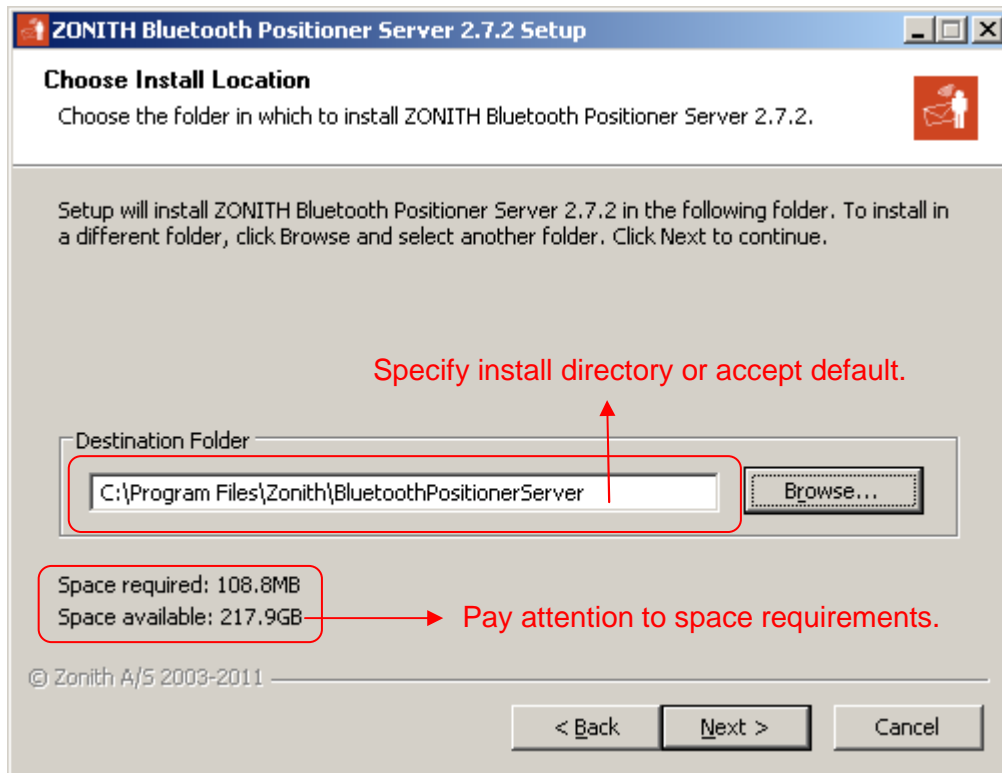 ZONITH Bluetooth Positioner Server 2.7.2 Setup
Choose Install Location
Choose the folder in which to install ZONITH Bluetooth Positioner Server 2.7.2.
Setup will install ZONITH Bluetooth Positioner Server 2.7.2 in the following folder. To install in
a different folder, click Browse and select another folder. Click Next to continue.
Specify install directory or accept default.
Destination Folder
C:\Program Files\Zonith\BluetoothPositionerServer
Browse...
Space required: 108.8MB
Space available: 217.9GB
Pay attention to space requirements.
© Zonith A/S 2003-2011
< Back
Next >
Cancel